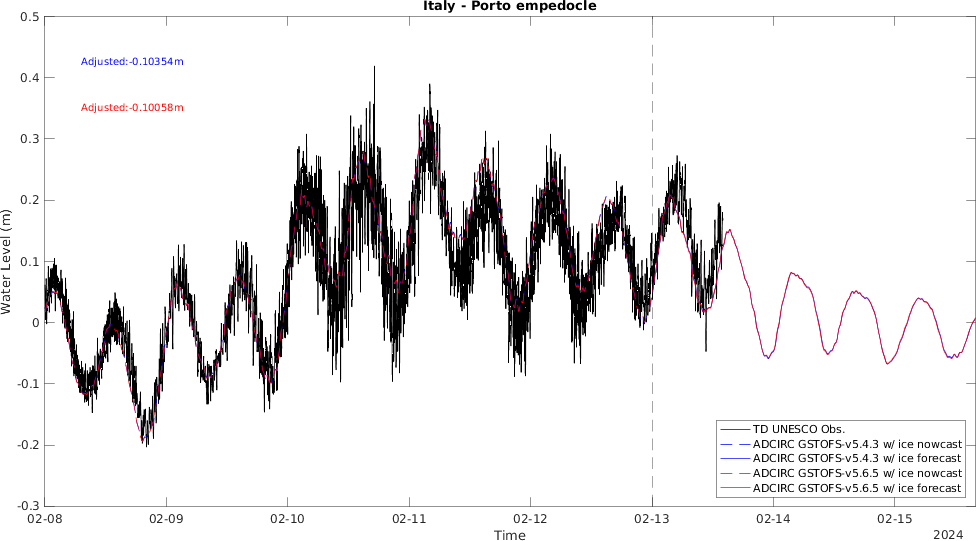 Italy - Porto empedocle
0.5
0.4
0.3
0.2
0.1
0
-0.1
-0.2
-0.3
Water Level (m)
Adjusted:-0.10354m
Adjusted:-0.10058m
TD UNESCO Obs.
ADCIRC GSTOFS-v5.4.3 w/ ice nowcast
ADCIRC GSTOFS-v5.4.3 w/ ice forecast
ADCIRC GSTOFS-v5.6.5 w/ ice nowcast
ADCIRC GSTOFS-v5.6.5 w/ ice forecast
02-08 02-09 02-10 02-11 02-12 02-13 02-14 02-15
Time
2024